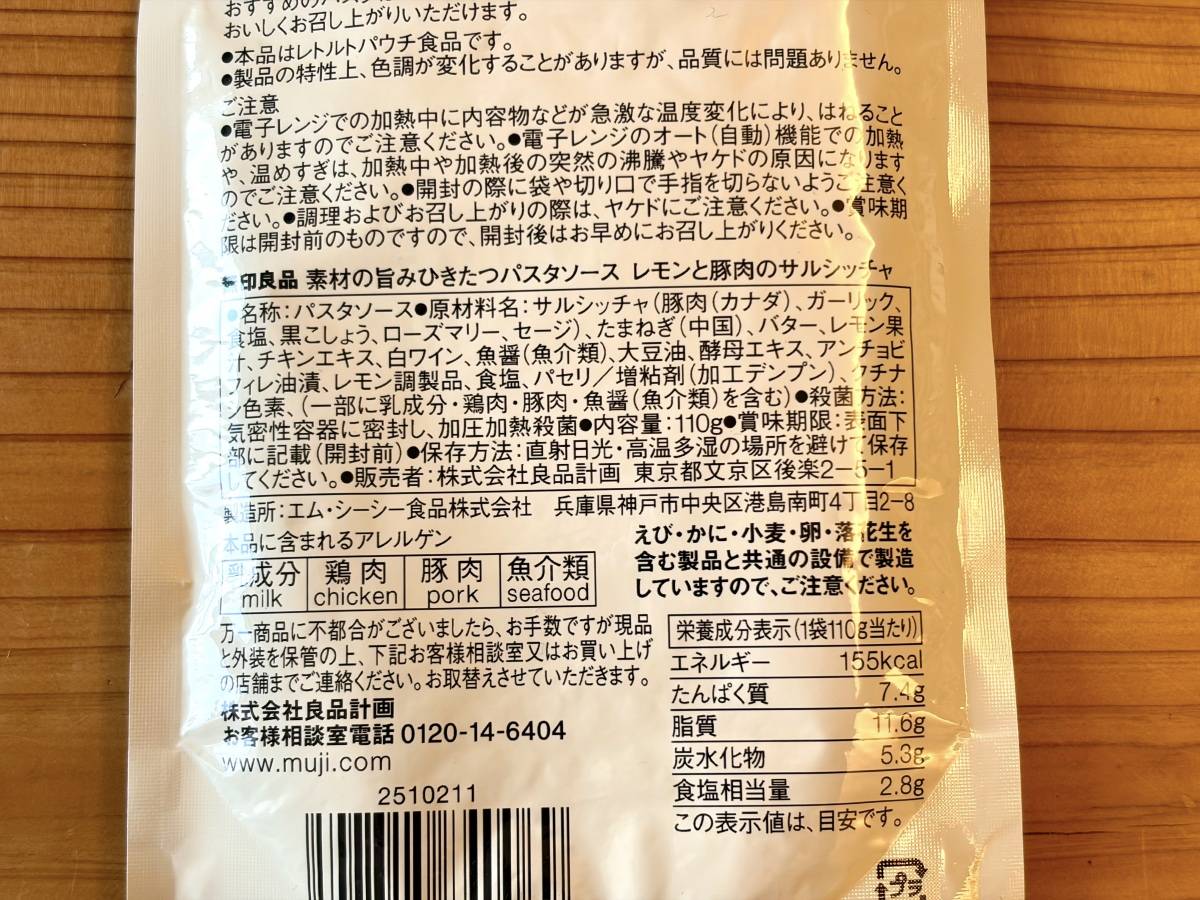 おすすめのパスタ
おいしくお召し上がりいただけます。
●本品はレトルトパウチ食品です。
●製品の特性上、色調が変化することがありますが、品質には問題ありません。
ご注意
●電子レンジでの加熱中に内容物などが急激な温度変化により、はねること
がありますのでご注意ください。●電子レンジのオート(自動)機能での加熱
や、温めすぎは、加熱中や加熱後の突然の沸騰やヤケドの原因になります
のでご注意ください。●開封の際に袋や切り口で手指を切らないようご注意く
ださい。●調理およびお召し上がりの際は、ヤケドにご注意ください。●賞味期
限は開封前のものですので、開封後はお早めにお召し上がりください。
無印良品 素材の旨みひきたつパスタソース レモンと豚肉のサルシッチャ
●名称:パスタソース●原材料名:サルシッチャ(豚肉(カナダ)、ガーリック、
食塩、黒こしょう、ローズマリー、セージ)、たまねぎ(中国)、バター、レモン果
汁、チキンエキス、白ワイン、魚醤(魚介類)、大豆油、酵母エキス、アンチョビ
フィレ油漬、レモン調製品、食塩、パセリ/増粘剤(加工デンプン)、クチナ
シ色素、(一部に乳成分・鶏肉・豚肉・魚醤(魚介類)を含む)●殺菌方法:
気密性容器に密封し、加圧加熱殺菌●内容量:110g●賞味期限:表面下
部に記載(開封前)●保存方法:直射日光・高温多湿の場所を避けて保存
してください。●販売者:株式会社良品計画 東京都文京区後楽2-5-1
製造所:エム・シーシー食品株式会社 兵庫県神戸市中央区港島南町4丁目2-8
本品に含まれるアレルゲン
乳成分 鶏肉 豚肉 魚介類
milk chicken pork seafood
えび・かに・小麦・卵・落花生を
含む製品と共通の設備で製造
していますので、ご注意ください。
万一商品に不都合がございましたら、お手数ですが現品
と外装を保管の上、下記お客様相談室又はお買い上げ
の店舗までご連絡ください。お取替えさせていただきます。
株式会社良品計画
お客様相談室電話 0120-14-6404
www.muji.com
2510211
栄養成分表示(1袋110g当たり)
エネルギー 155kcal
たんぱく質 7.4g
脂質 11.6g
炭水化物 5.3g
食塩相当量 2.8g
この表示値は、目安です。
プラ